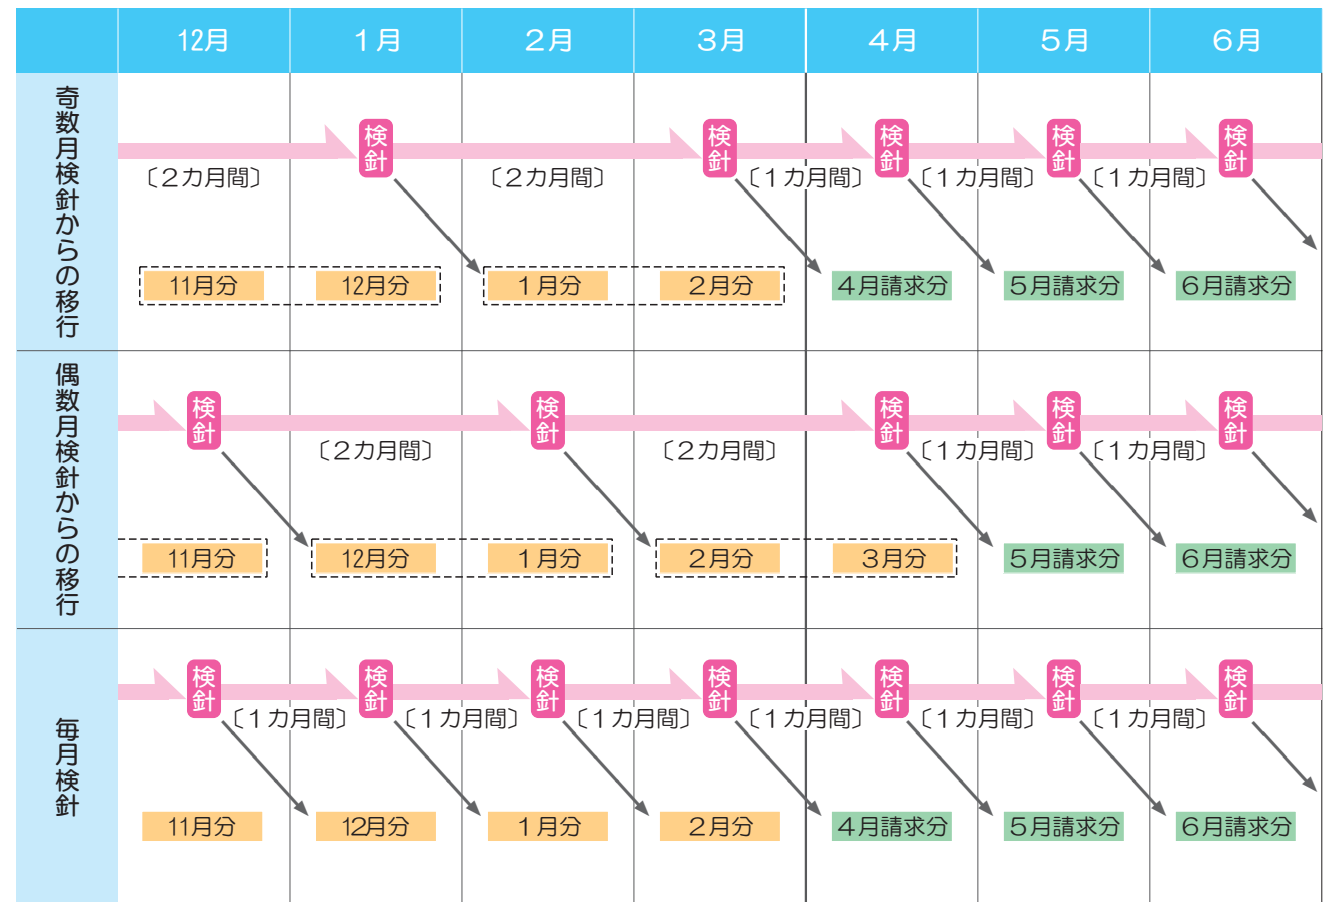 12月 1月 2月 3月 4月 5月 6月
奇数月検針からの移行
検針 検針 検針 検針 検針
〔2カ月間〕 〔2カ月間〕 〔1カ月間〕 〔1カ月間〕 〔1カ月間〕
11月分 12月分 1月分 2月分 4月請求分 5月請求分 6月請求分
偶数月検針からの移行
検針 検針 検針 検針 検針
〔2カ月間〕 〔2カ月間〕 〔1カ月間〕 〔1カ月間〕
11月分 12月分 1月分 2月分 3月分 5月請求分 6月請求分
毎月検針
検針 検針 検針 検針 検針 検針 検針
〔1カ月間〕 〔1カ月間〕 〔1カ月間〕 〔1カ月間〕 〔1カ月間〕 〔1カ月間〕
11月分 12月分 1月分 2月分 4月請求分 5月請求分 6月請求分